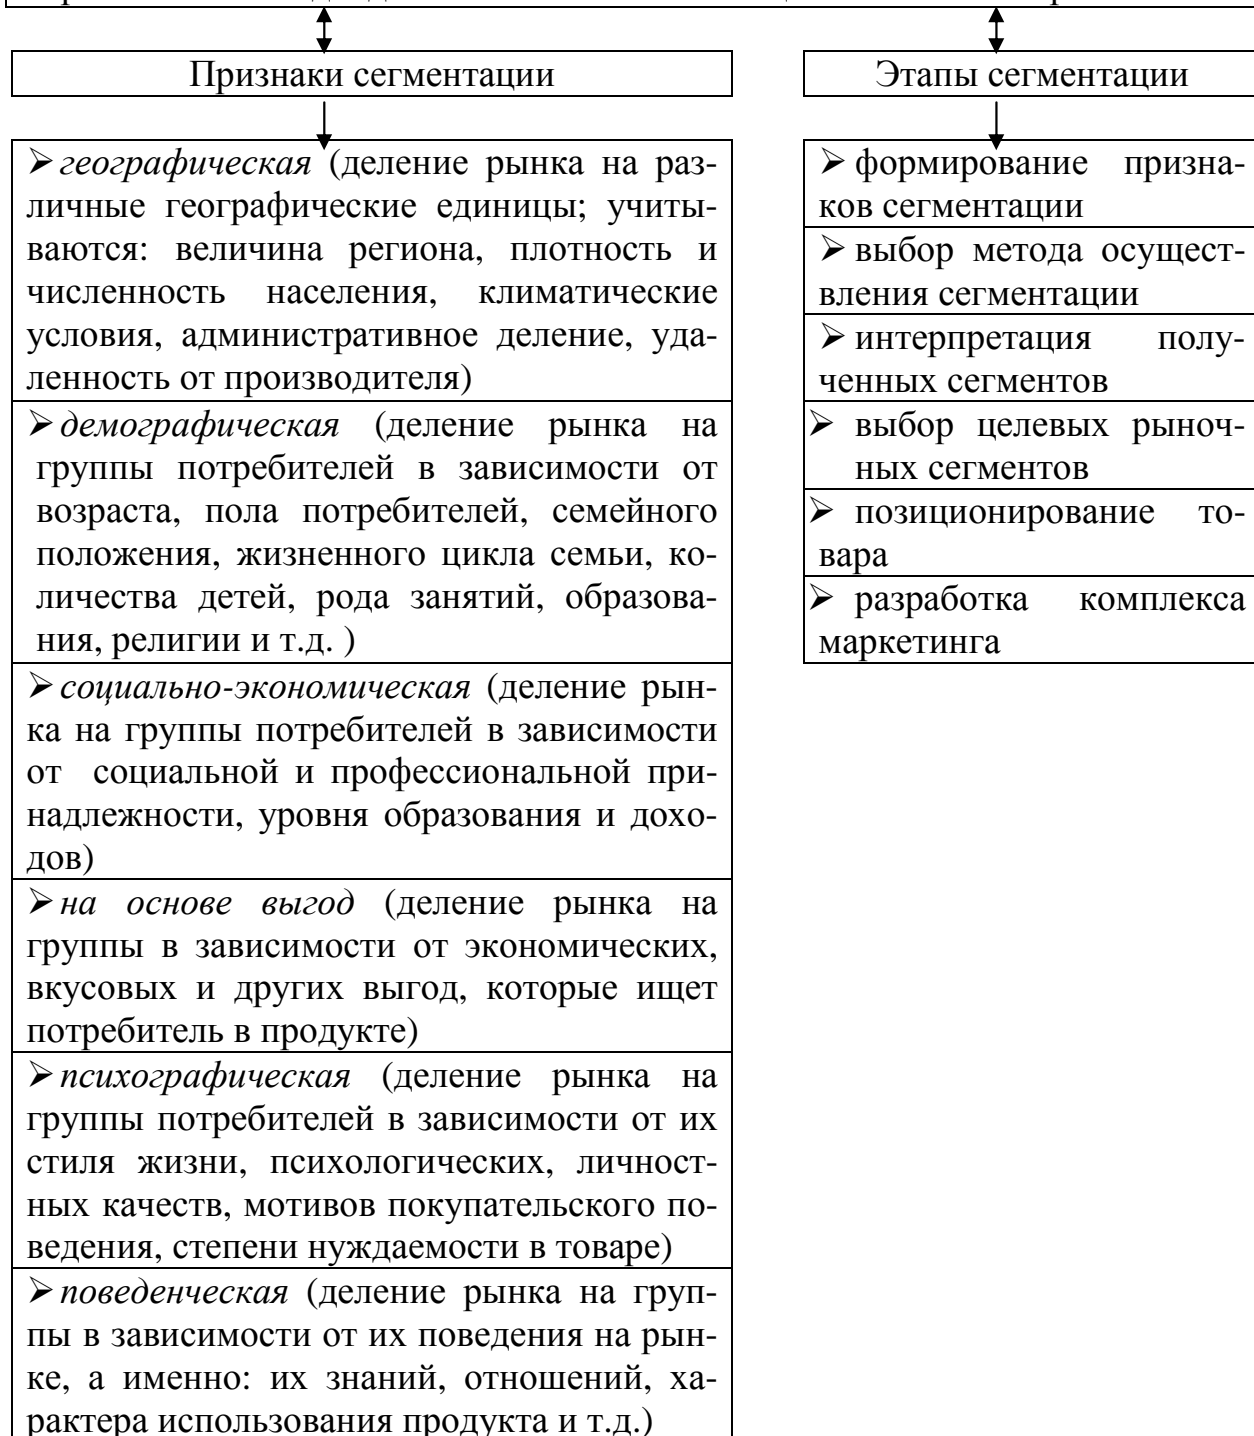 Признаки сегментации
➢ географическая (деление рынка на раз-
личные географические единицы; учиты-
ваются: величина региона, плотность и
численность населения, климатические
условия, административное деление, уда-
ленность от производителя)
➢ демографическая (деление рынка на
группы потребителей в зависимости от
возраста, пола потребителей, семейного
положения, жизненного цикла семьи, ко-
личества детей, рода занятий, образова-
ния, религии и т.д. )
➢ социально-экономическая (деление рын-
ка на группы потребителей в зависимости
от социальной и профессиональной при-
надлежности, уровня образования и дохо-
дов)
➢ на основе выгод (деление рынка на
группы в зависимости от экономических,
вкусовых и других выгод, которые ищет
потребитель в продукте)
➢ психографическая (деление рынка на
группы потребителей в зависимости от их
стиля жизни, психологических, личност-
ных качеств, мотивов покупательского по-
ведения, степени нуждаемости в товаре)
➢ поведенческая (деление рынка на груп-
пы в зависимости от их поведения на рын-
ке, а именно: их знаний, отношений, ха-
рактера использования продукта и т.д.)
Этапы сегментации
➢ формирование призна-
ков сегментации
➢ выбор метода осущест-
вления сегментации
➢ интерпретация полу-
ченных сегментов
➢ выбор целевых рыноч-
ных сегментов
➢ позиционирование то-
вара
➢ разработка комплекса
маркетинга